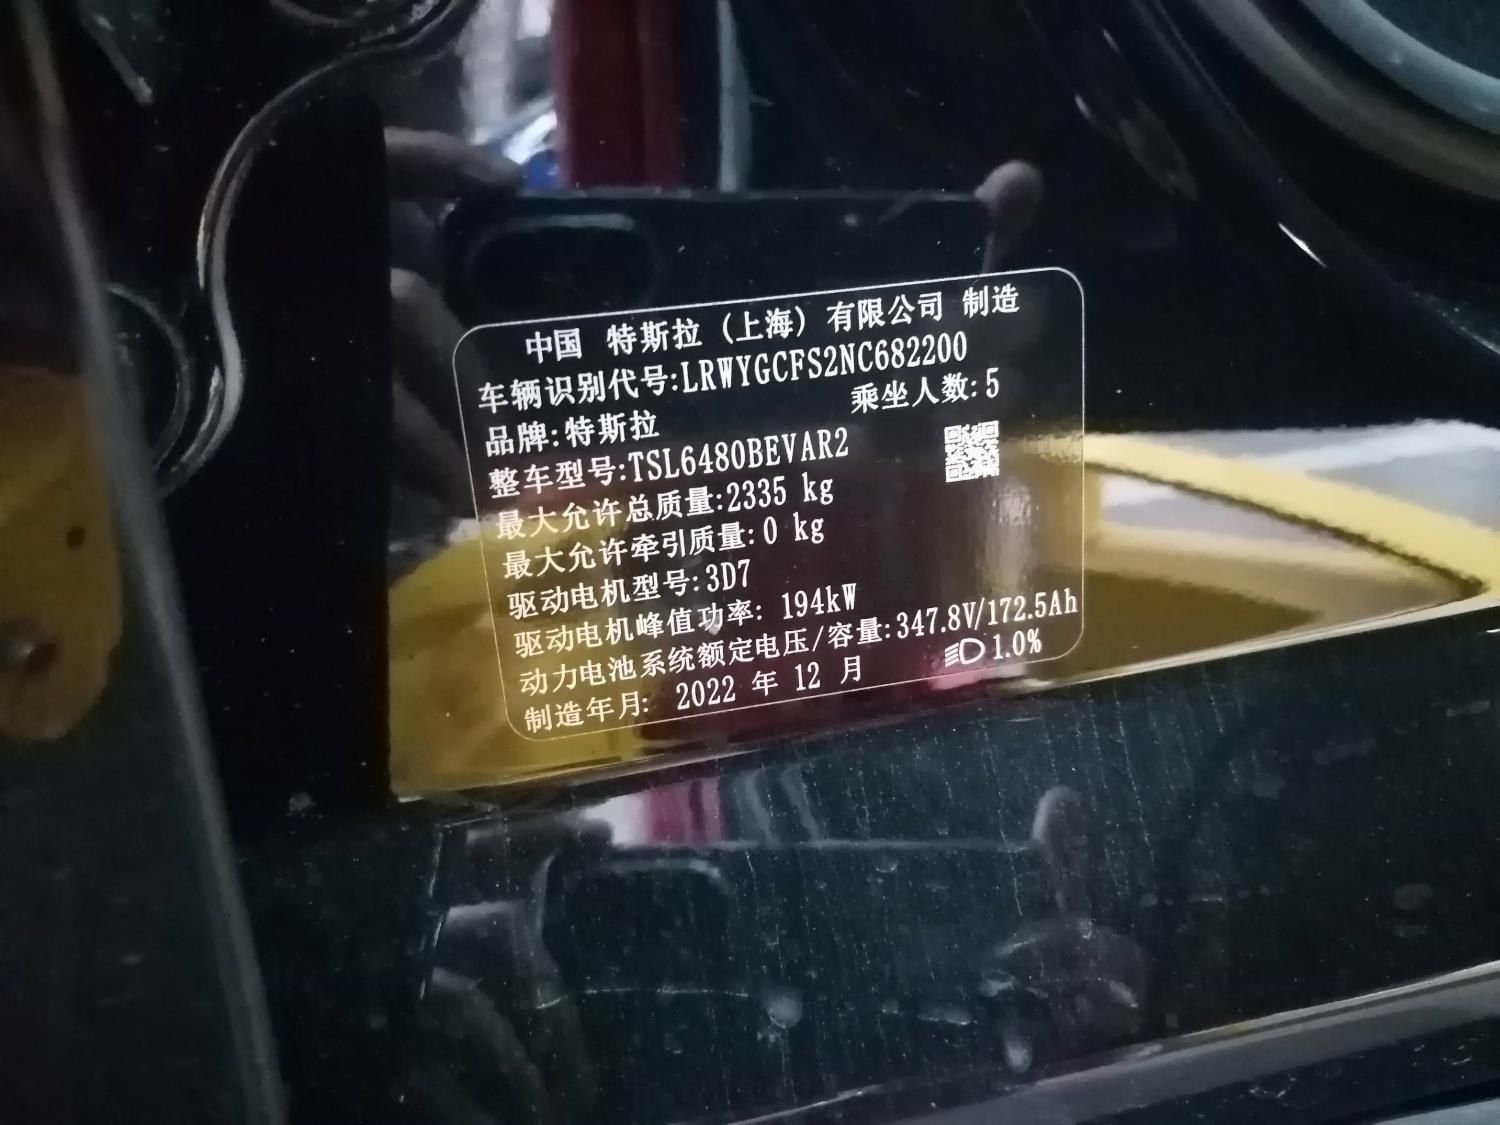 中国 特斯拉（上海）有限公司 制造
车辆识别代号:LRWYGCFS2NC682200
品牌:特斯拉 乘坐人数:5
整车型号:TSL6480BEVAR2
最大允许总质量:2335 kg
最大允许牵引质量:0 kg
驱动电机型号:3D7
驱动电机峰值功率: 194kW
动力电池系统额定电压/容量:347.8V/172.5Ah
制造年月: 2022 年 12 月 1.0%